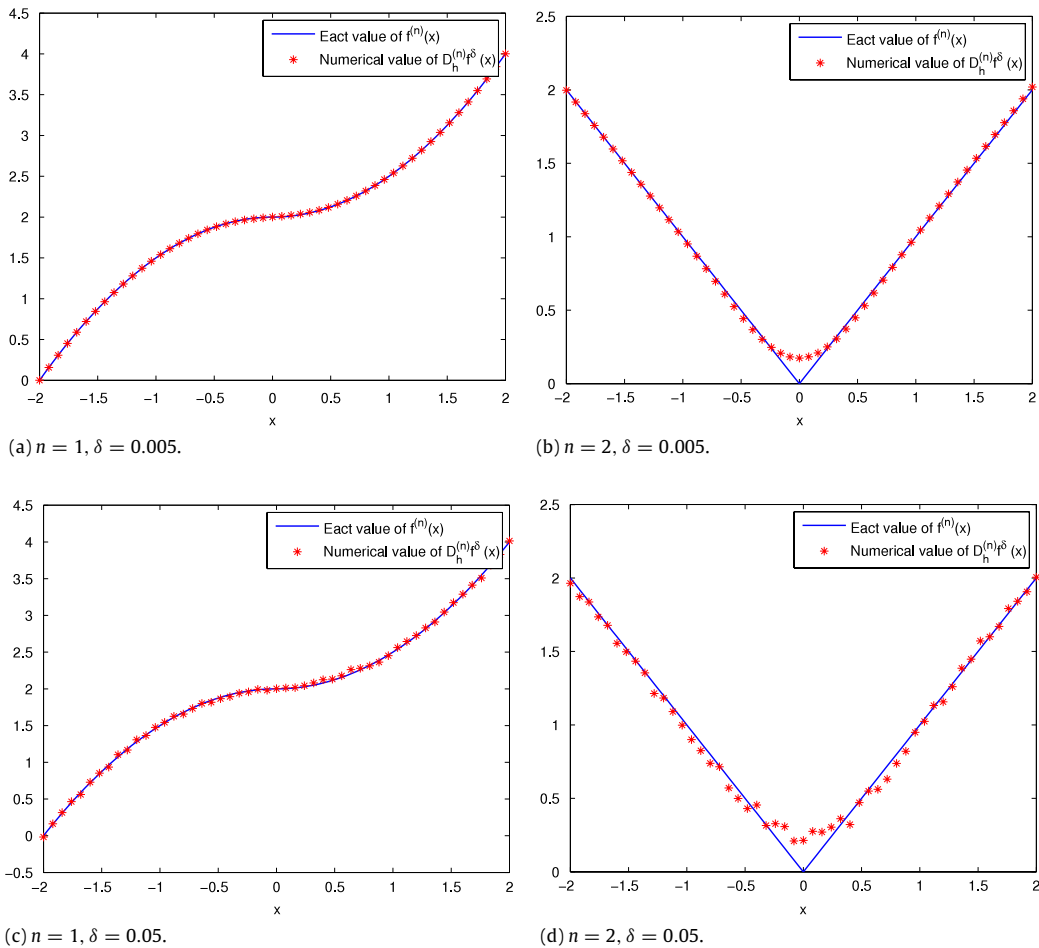 4.5
4
3.5
3
2.5
2
1.5
1
0.5
0
Eact value of f^(n)(x)
Numerical value of D_h^(n) f^δ (x)
−2 −1.5 −1 −0.5 0 0.5 1 1.5 2
x
(a) n = 1, δ = 0.005.
2.5
2
1.5
1
0.5
0
Eact value of f^(n)(x)
Numerical value of D_h^(n) f^δ (x)
−2 −1.5 −1 −0.5 0 0.5 1 1.5 2
x
(b) n = 2, δ = 0.005.
4.5
4
3.5
3
2.5
2
1.5
1
0.5
0
−0.5
Eact value of f^(n)(x)
Numerical value of D_h^(n) f^δ (x)
−2 −1.5 −1 −0.5 0 0.5 1 1.5 2
x
(c) n = 1, δ = 0.05.
2.5
2
1.5
1
0.5
0
Eact value of f^(n)(x)
Numerical value of D_h^(n) f^δ (x)
−2 −1.5 −1 −0.5 0 0.5 1 1.5 2
x
(d) n = 2, δ = 0.05.